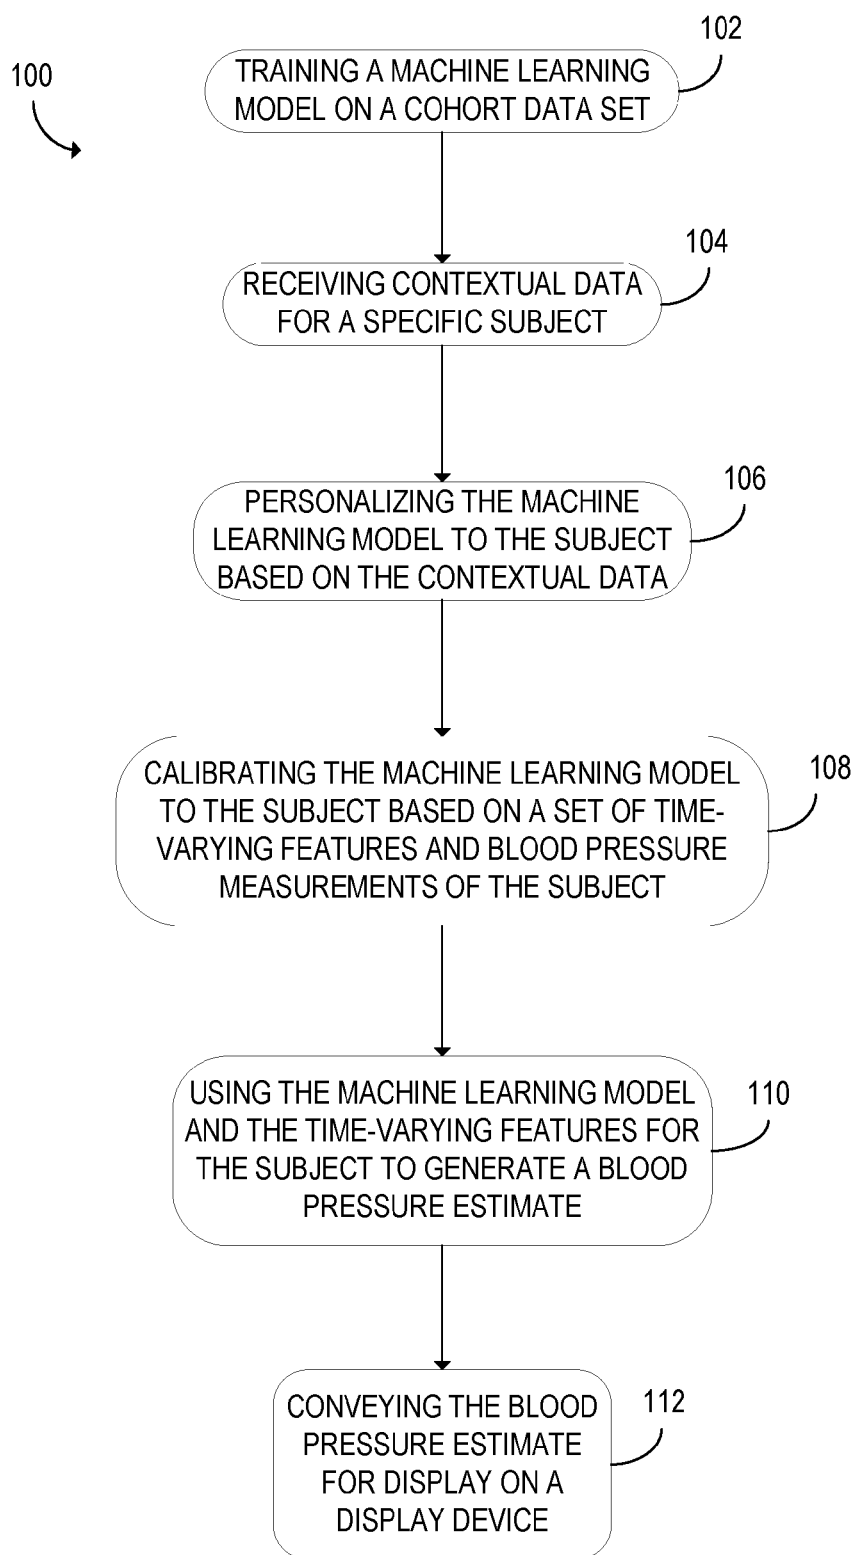 102
100
TRAINING A MACHINE LEARNING
MODEL ON A COHORT DATA SET
104
RECEIVING CONTEXTUAL DATA
FOR A SPECIFIC SUBJECT
106
PERSONALIZING THE MACHINE
LEARNING MODEL TO THE SUBJECT
BASED ON THE CONTEXTUAL DATA
108
CALIBRATING THE MACHINE LEARNING MODEL
TO THE SUBJECT BASED ON A SET OF TIME-
VARYING FEATURES AND BLOOD PRESSURE
MEASUREMENTS OF THE SUBJECT
110
USING THE MACHINE LEARNING MODEL
AND THE TIME-VARYING FEATURES FOR
THE SUBJECT TO GENERATE A BLOOD
PRESSURE ESTIMATE
112
CONVEYING THE BLOOD
PRESSURE ESTIMATE
FOR DISPLAY ON A
DISPLAY DEVICE